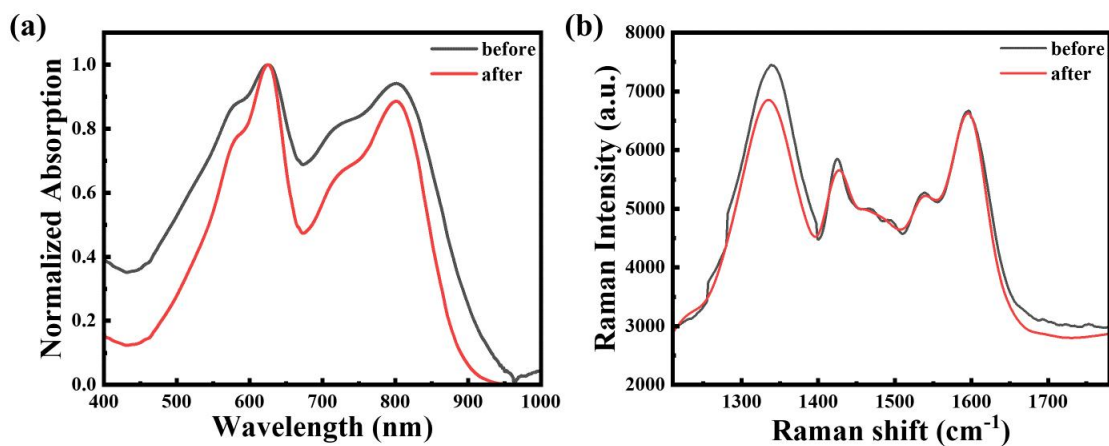 (a)
before
after
Normalized Absorption
1.0
0.8
0.6
0.4
0.2
0.0
400
500
600
700
800
900
1000
Wavelength (nm)
(b)
before
after
Raman Intensity (a.u.)
8000
7000
6000
5000
4000
3000
2000
1300
1400
1500
1600
1700
Raman shift (cm⁻¹)